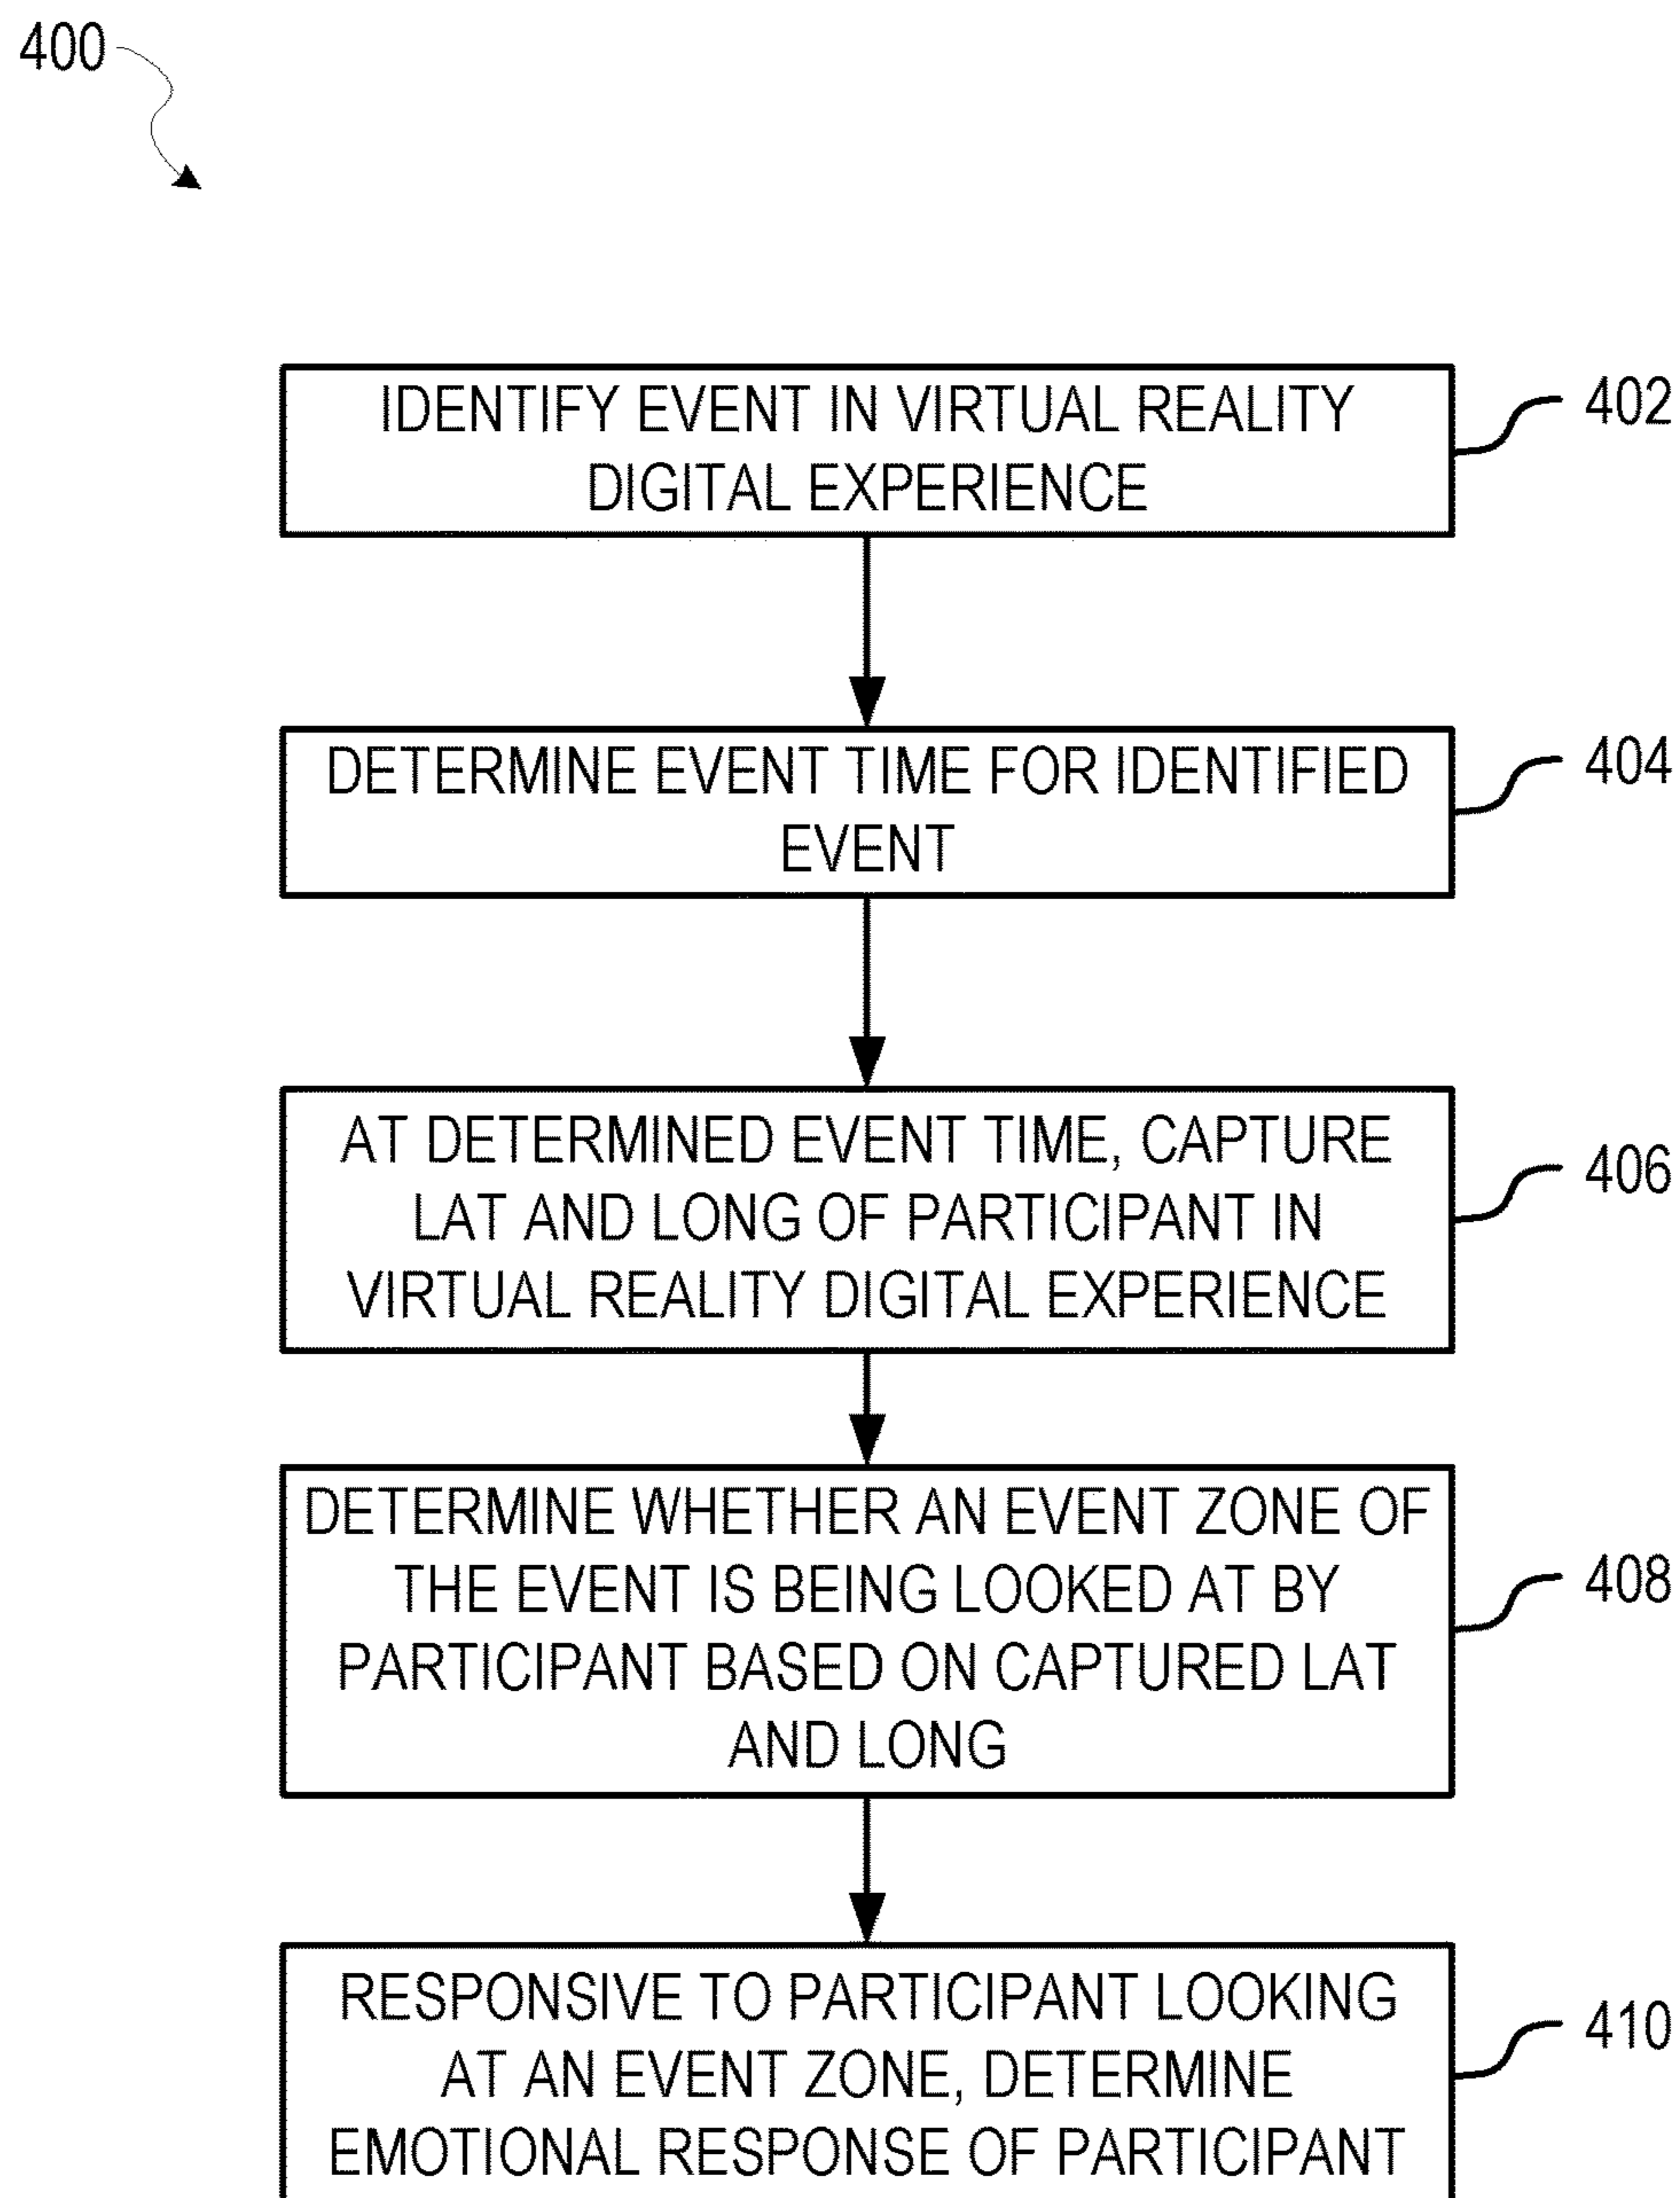 400
IDENTIFY EVENT IN VIRTUAL REALITY
DIGITAL EXPERIENCE
402
DETERMINE EVENT TIME FOR IDENTIFIED
EVENT
404
AT DETERMINED EVENT TIME, CAPTURE
LAT AND LONG OF PARTICIPANT IN
VIRTUAL REALITY DIGITAL EXPERIENCE
406
DETERMINE WHETHER AN EVENT ZONE OF
THE EVENT IS BEING LOOKED AT BY
PARTICIPANT BASED ON CAPTURED LAT
AND LONG
408
RESPONSIVE TO PARTICIPANT LOOKING
AT AN EVENT ZONE, DETERMINE
EMOTIONAL RESPONSE OF PARTICIPANT
410